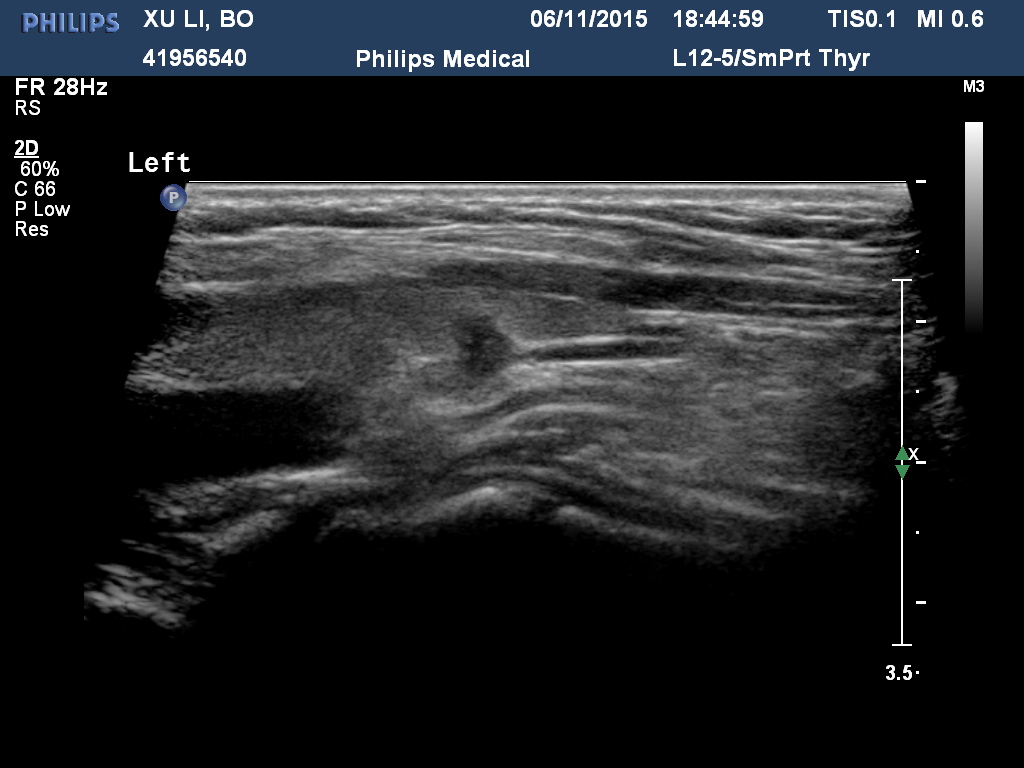 PHILIPS XU LI, BO 06/11/2015 18:44:59 TIS0.1 MI 0.6
41956540 Philips Medical L12-5/SmPrt Thyr
FR 28Hz M3
RS
2D
60%
C 66
P Low
Res
Left
P
X
3.5